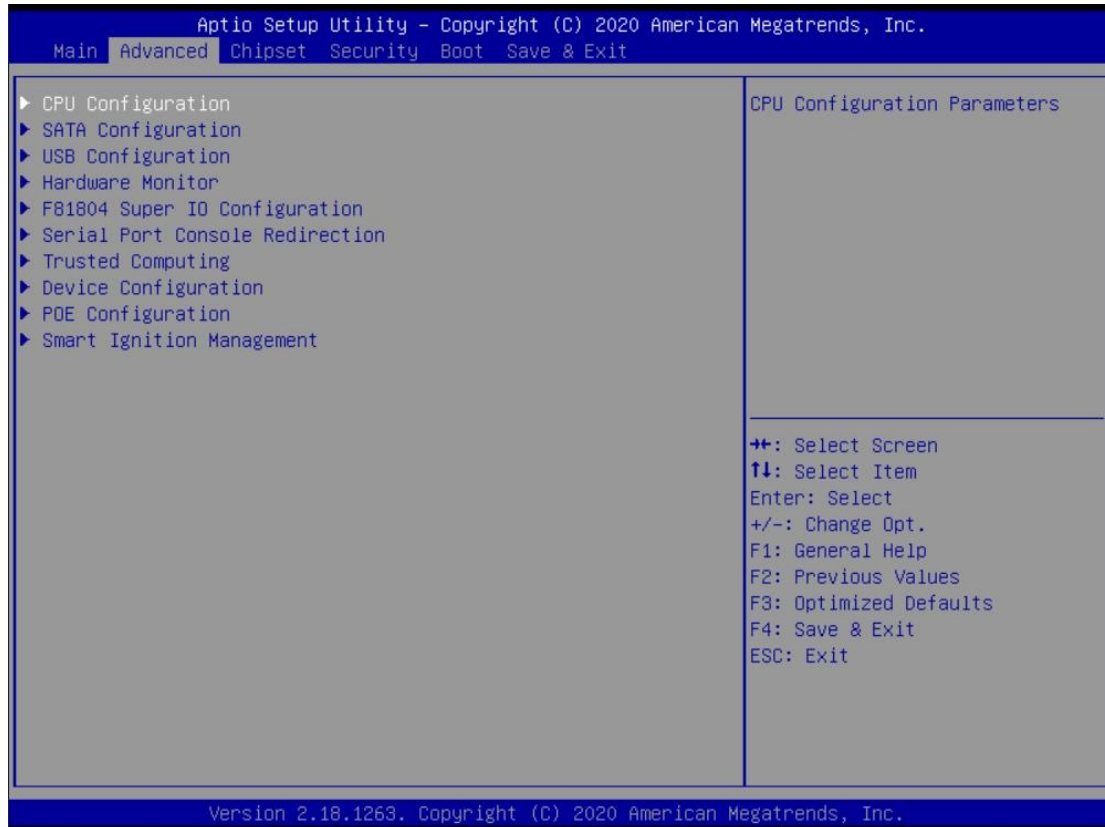 Aptio Setup Utility – Copyright (C) 2020 American Megatrends, Inc.
Main Advanced Chipset Security Boot Save & Exit
▶ CPU Configuration
▶ SATA Configuration
▶ USB Configuration
▶ Hardware Monitor
▶ F81804 Super IO Configuration
▶ Serial Port Console Redirection
▶ Trusted Computing
▶ Device Configuration
▶ POE Configuration
▶ Smart Ignition Management
CPU Configuration Parameters
→←: Select Screen
↑↓: Select Item
Enter: Select
+/-: Change Opt.
F1: General Help
F2: Previous Values
F3: Optimized Defaults
F4: Save & Exit
ESC: Exit
Version 2.18.1263. Copyright (C) 2020 American Megatrends, Inc.